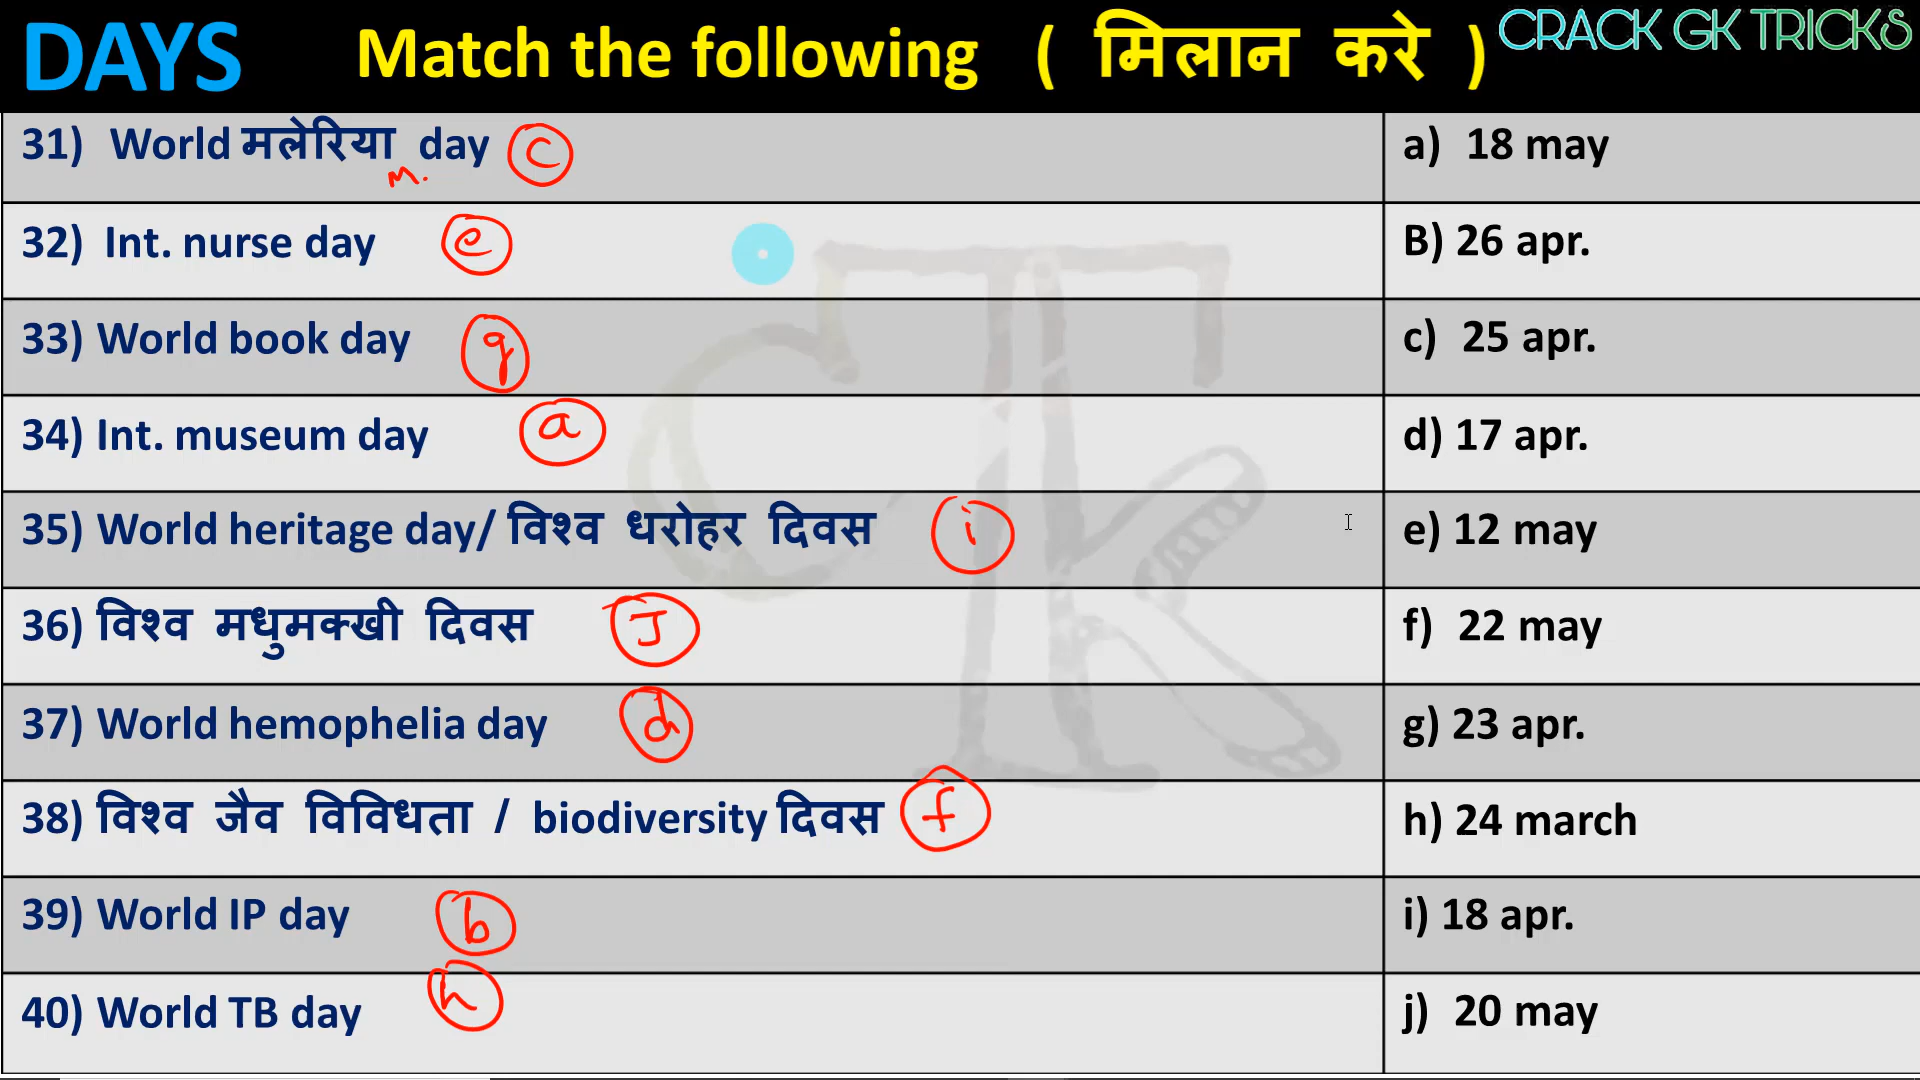 DAYS Match the following ( मिलान करे ) CRACK GK TRICKS
31) World मलेरिया day c a) 18 may
m.
32) Int. nurse day e B) 26 apr.
33) World book day g c) 25 apr.
34) Int. museum day a d) 17 apr.
35) World heritage day/ विश्व धरोहर दिवस i e) 12 may
36) विश्व मधुमक्खी दिवस J f) 22 may
37) World hemophelia day d g) 23 apr.
38) विश्व जैव विविधता / biodiversity दिवस f h) 24 march
39) World IP day b i) 18 apr.
40) World TB day h j) 20 may